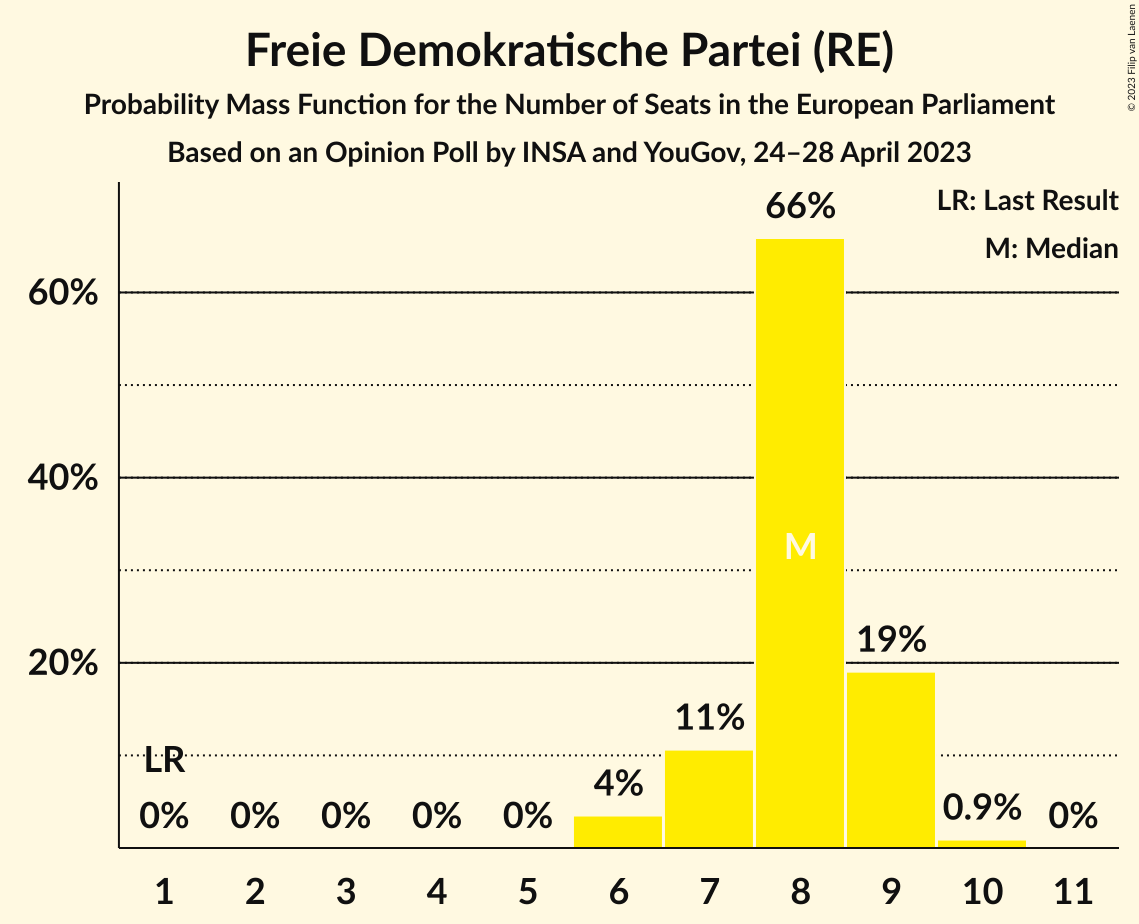 Freie Demokratische Partei (RE)
Probability Mass Function for the Number of Seats in the European Parliament
Based on an Opinion Poll by INSA and YouGov, 24–28 April 2023
© 2023 Filip van Laenen
LR: Last Result
M: Median
66%
60%
40%
M
19%
20%
11%
LR
4%
0% 0% 0% 0% 0% 0.9% 0%
1 2 3 4 5 6 7 8 9 10 11